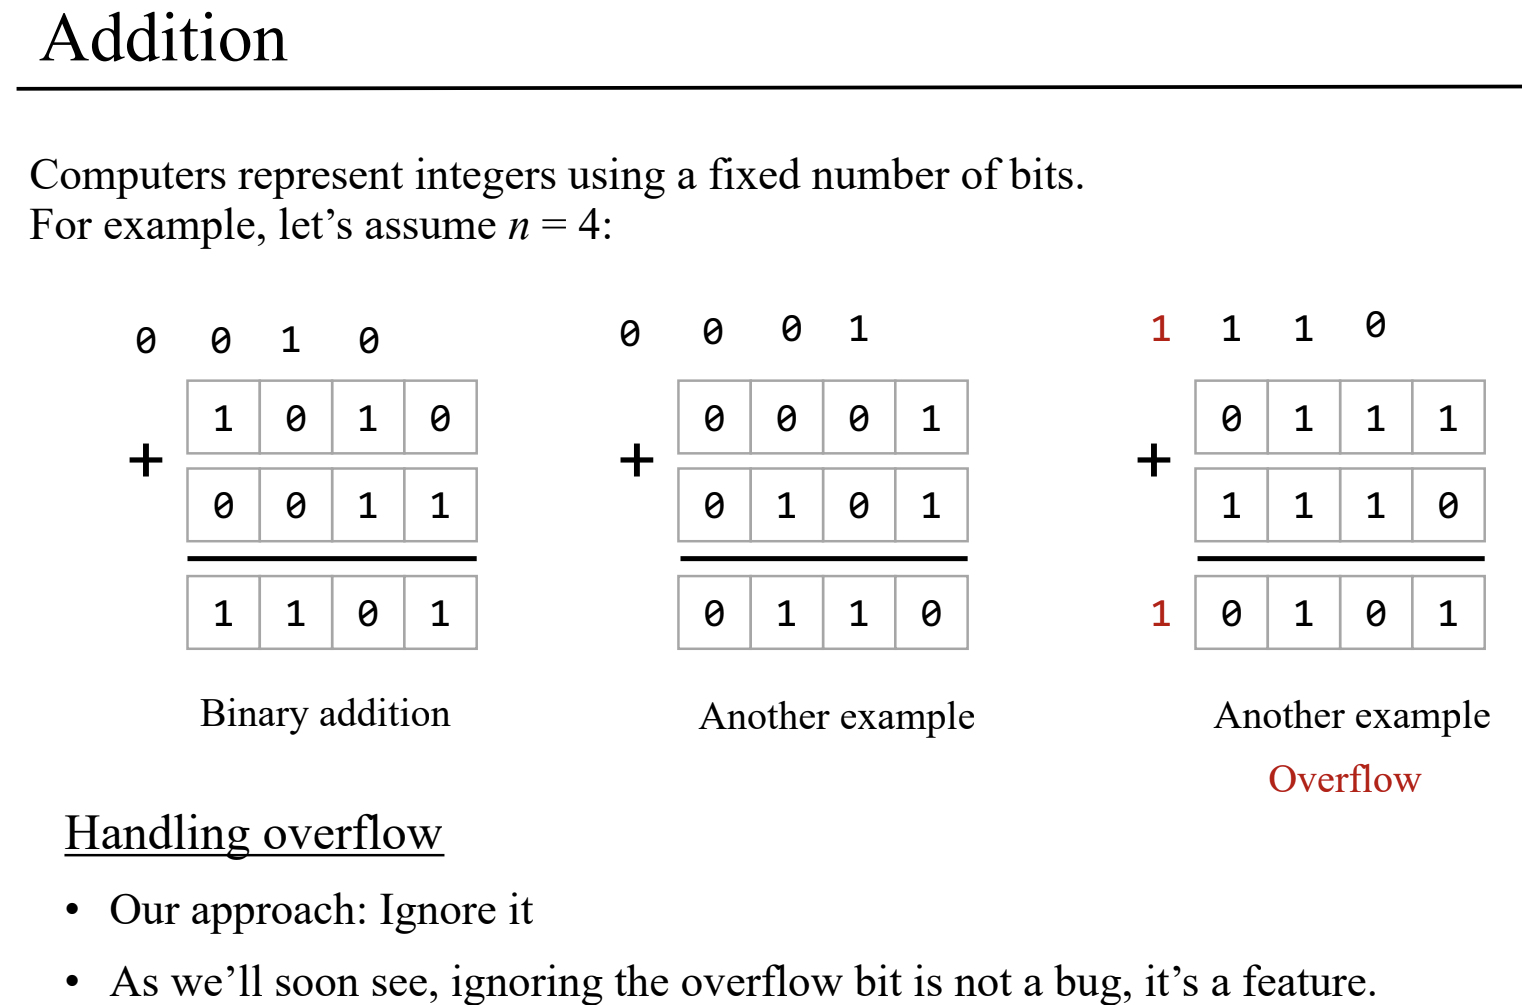 Addition
Computers represent integers using a fixed number of bits.
For example, let’s assume n = 4:
0 0 1 0
1 0 1 0
+
0 0 1 1
1 1 0 1
Binary addition
0 0 0 1
0 0 0 1
+
0 1 0 1
0 1 1 0
Another example
1 1 1 0
0 1 1 1
+
1 1 1 0
1 0 1 0 1
Another example
Overflow
Handling overflow
• Our approach: Ignore it
• As we’ll soon see, ignoring the overflow bit is not a bug, it’s a feature.